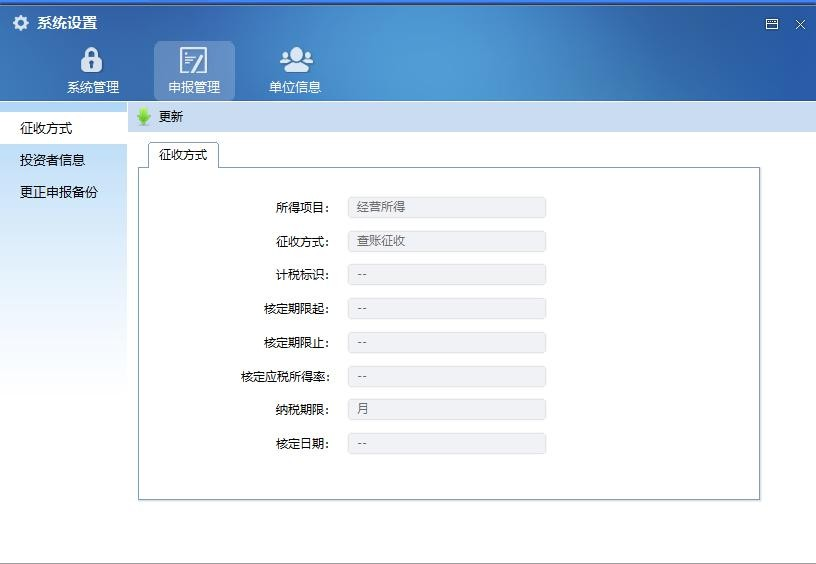 系统设置
系统管理
申报管理
单位信息
征收方式
投资者信息
更正申报备份
更新
征收方式
所得项目: 经营所得
征收方式: 查账征收
计税标识: --
核定期限起: --
核定期限止: --
核定应税所得率: --
纳税期限: 月
核定日期: --